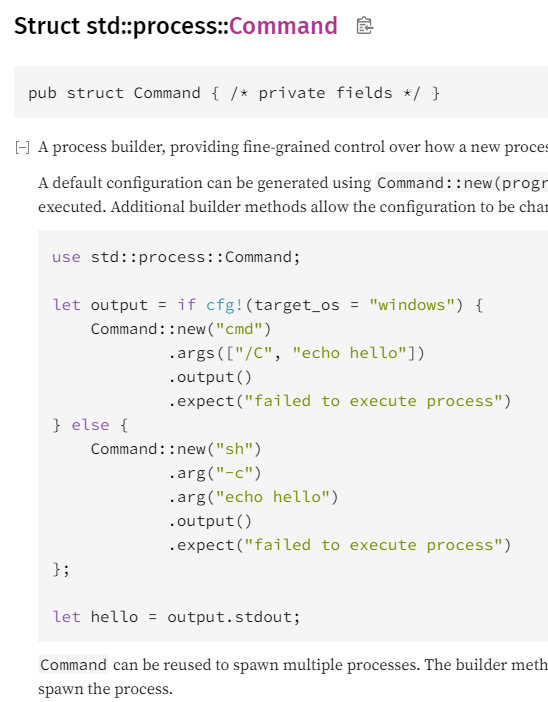 Struct std::process::Command
pub struct Command { /* private fields */ }
[−] A process builder, providing fine-grained control over how a new
A default configuration can be generated using Command::new(
executed. Additional builder methods allow the configuration to be
use std::process::Command;
let output = if cfg!(target_os = "windows") {
    Command::new("cmd")
            .args(["/C", "echo hello"])
            .output()
            .expect("failed to execute process")
} else {
    Command::new("sh")
            .arg("-c")
            .arg("echo hello")
            .output()
            .expect("failed to execute process")
};
let hello = output.stdout;
Command can be reused to spawn multiple processes. The builder
spawn the process.